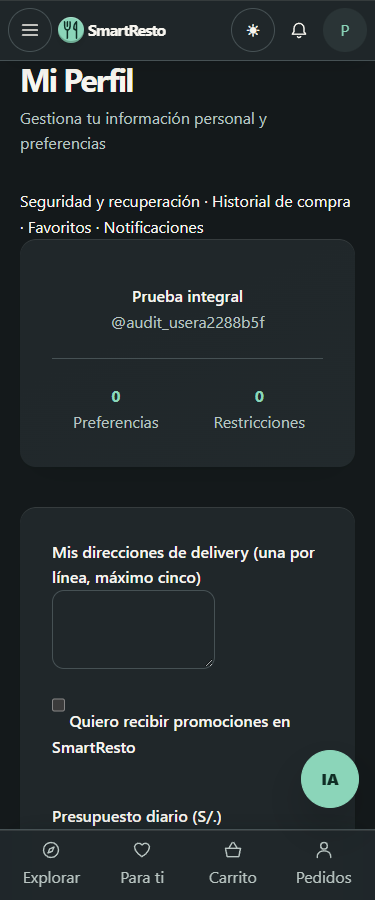 SmartResto
P
Mi Perfil
Gestiona tu información personal y
preferencias
Seguridad y recuperación · Historial de compra
· Favoritos · Notificaciones
Prueba integral
@audit_usera2288b5f
0
0
Preferencias
Restricciones
Mis direcciones de delivery (una por
línea, máximo cinco)
Quiero recibir promociones en
SmartResto
IA
Presupuesto diario (S/.)
Explorar
Para ti
Carrito
Pedidos